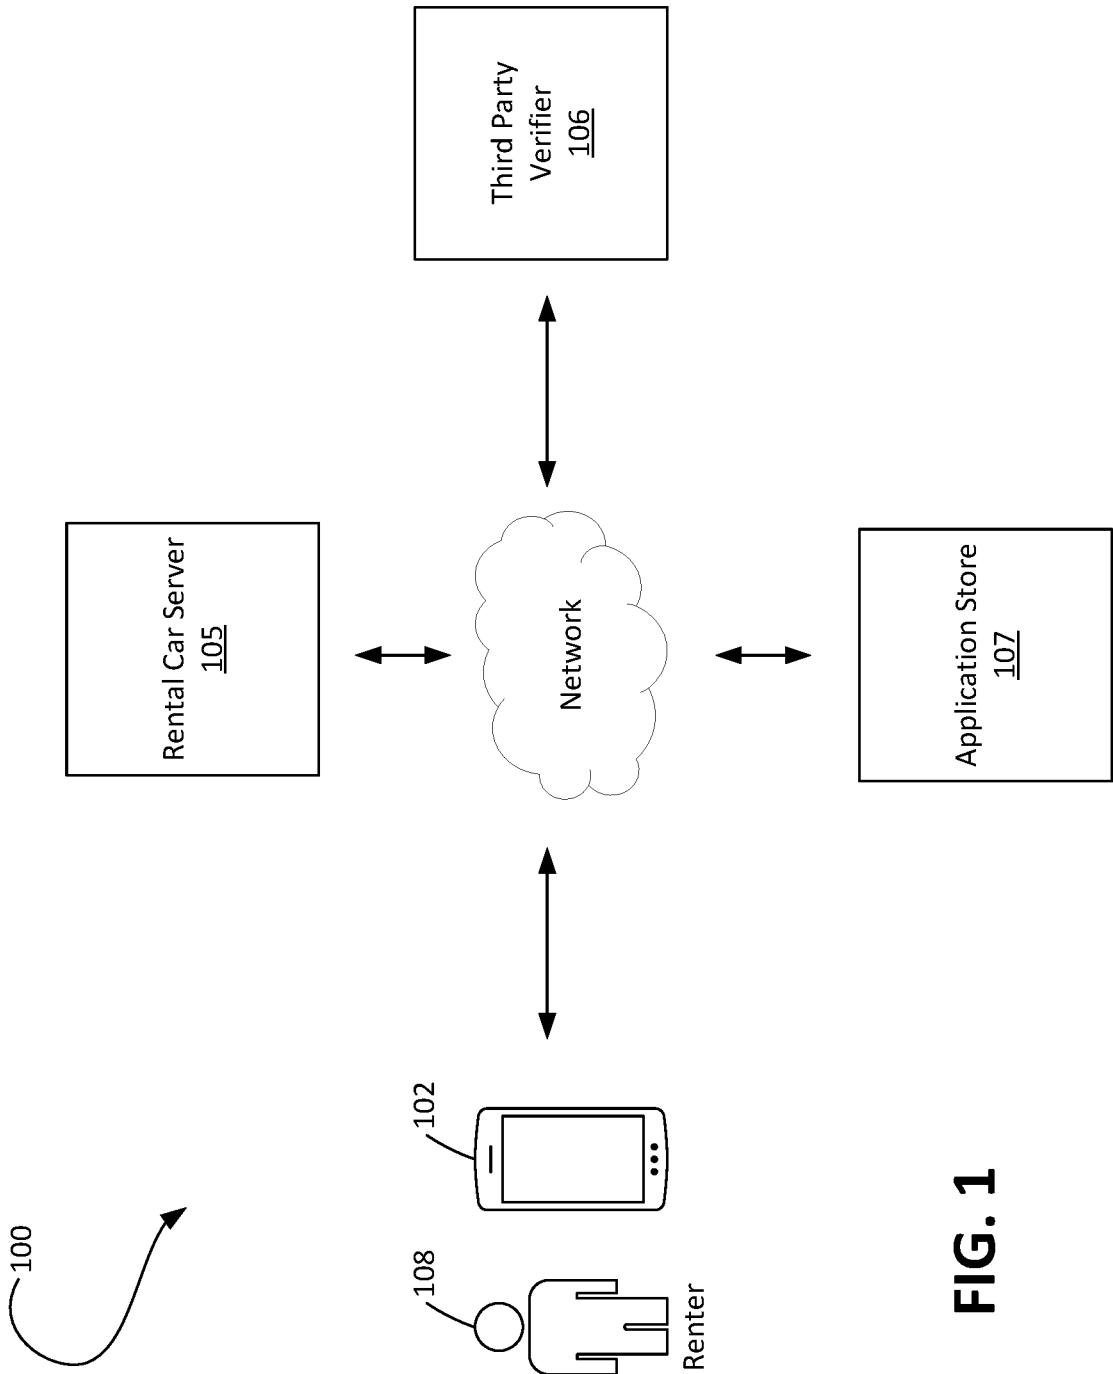 100
Rental Car Server
105
108
102
Renter
Network
Third Party
Verifier
106
Application Store
107
FIG. 1